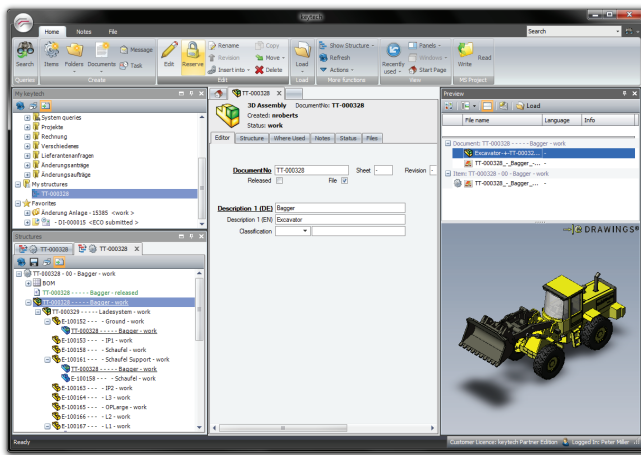 keytech
Home Notes File
Search
Search
Items
Folders
Documents
Message
Task
Edit
Reserve
Rename
Revision
Insert into
Copy
Move
Delete
Load
Show Structure
Refresh
Actions
Recently used
Panels
Windows
Start Page
Write
Read
Queries
Create
Edit
Load
More functions
View
MS Project
My keytech
System queries
Projekte
Rechnung
Verschiedenes
Lieferantenanfragen
Änderungsanträge
Änderungsaufträge
My structures
TT-000328
Favorites
Änderung Anlage - 15385 <work >
- DI-000015 <ECO submitted >
Structures
TT-000328 TT-000328 X
TT-000328 - 00 - Bagger - work
BOM
TT-000328 - - - - - Bagger - released
TT-000328 - - - - - Bagger - work
TT-000329 - - - - - Ladesystem - work
E-100152 - - - - Ground - work
TT-000328 - - - - - Bagger - work
E-100153 - - - - IP1 - work
E-100158 - - - - Schaufel - work
E-100161 - - - - Schaufel Support - work
TT-000328 - - - - - Bagger - work
E-100158 - - - - Schaufel - work
E-100163 - - - - IP2 - work
E-100164 - - - - L3 - work
E-100165 - - - - OPLarge - work
E-100166 - - - - L2 - work
E-100167 - - - - L1 - work
TT-000328 X
3D Assembly DocumentNo: TT-000328
Created: nroberts
Status: work
Editor Structure Where Used Notes Status Files
DocumentNo TT-000328 Sheet - Revision -
Released File
Description 1 (DE) Bagger
Description 1 (EN) Excavator
Classification
Preview
Load
File name Language Info
Document: TT-000328 - - - - - Bagger - work
Excavator-+-TT-00032... -
TT-000328_-_Bagger_-... -
Item: TT-000328 - 00 - Bagger - work
TT-000328_-_Bagger_-... -
DRAWINGS®
Ready
Customer Licence: keytech Partner Edition Logged In: Peter Miller